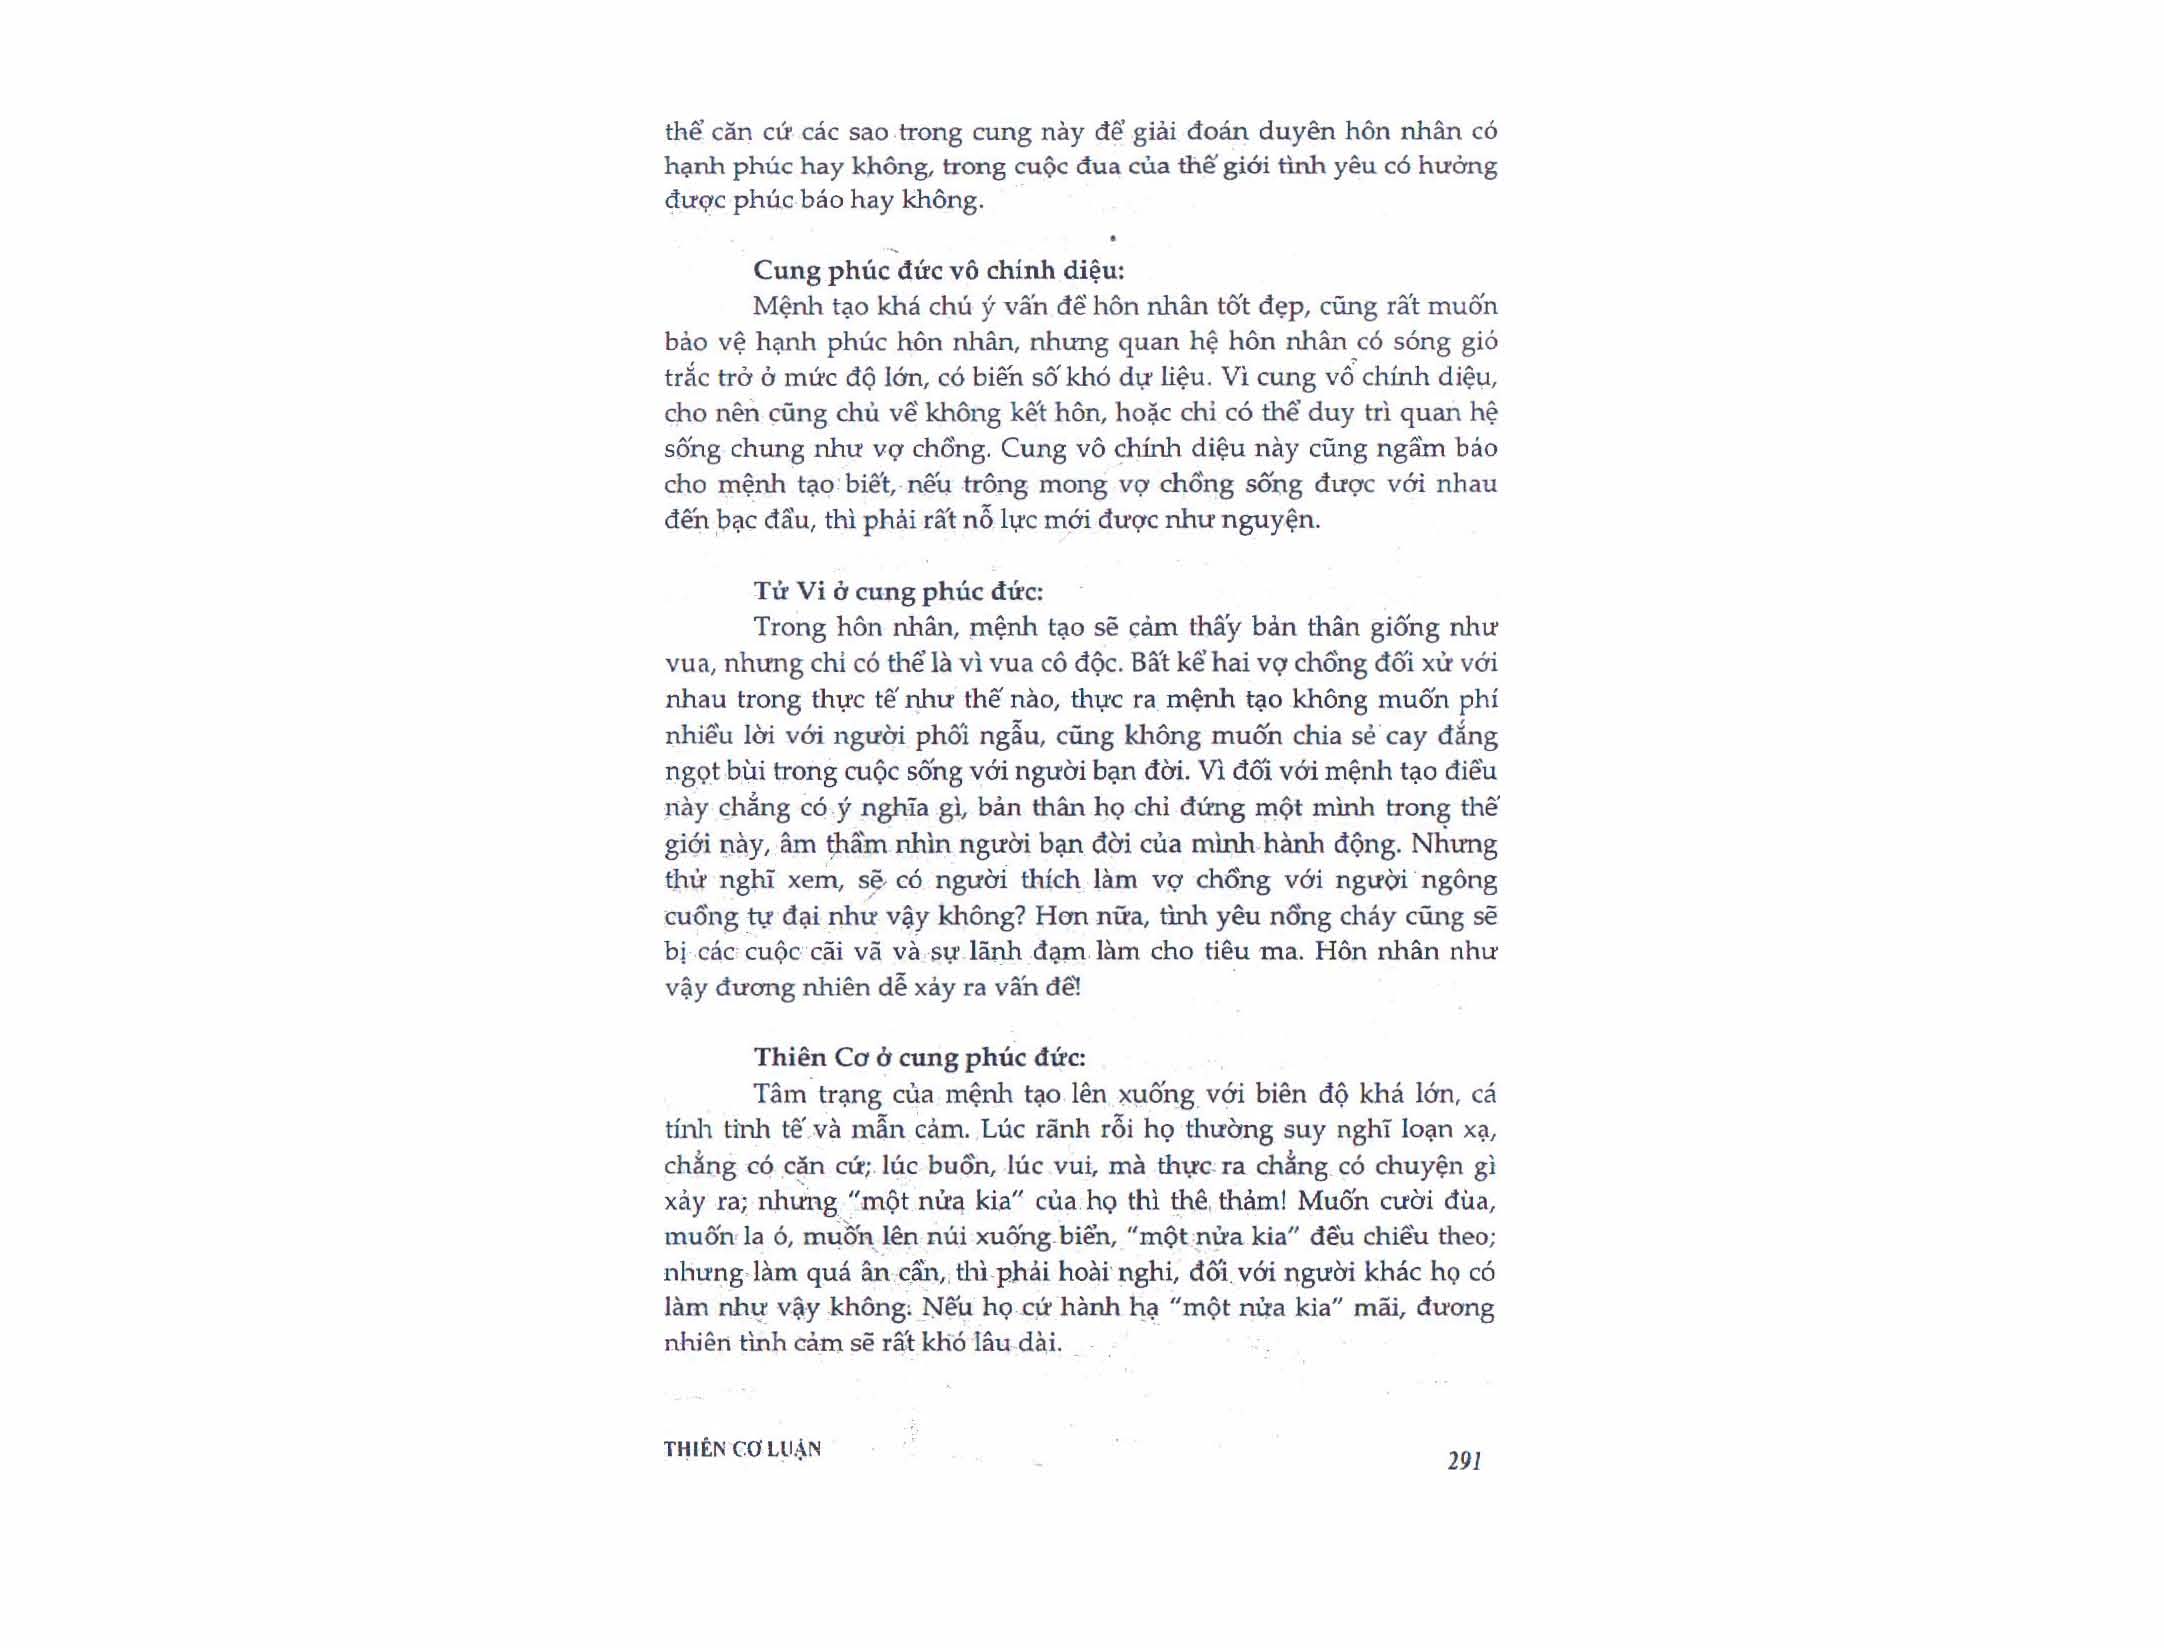 thể căn cứ các sao trong cung này để giải đoán duyên hôn nhân có
hạnh phúc hay không, trong cuộc đua của thế giới tình yêu có hưởng
được phúc báo hay không.
Cung phúc đức vô chính diệu:
Mệnh tạo khá chú ý vấn đề hôn nhân tốt đẹp, cũng rất muốn
bảo vệ hạnh phúc hôn nhân, nhưng quan hệ hôn nhân có sóng gió
trắc trở ở mức độ lớn, có biến số khó dự liệu. Vì cung vô chính diệu,
cho nên cũng chủ về không kết hôn, hoặc chỉ có thể duy trì quan hệ
sống chung như vợ chồng. Cung vô chính diệu này cũng ngầm báo
cho mệnh tạo biết, nếu trông mong vợ chồng sống được với nhau
đến bạc đầu, thì phải rất nỗ lực mới được như nguyện.
Tử Vi ở cung phúc đức:
Trong hôn nhân, mệnh tạo sẽ cảm thấy bản thân giống như
vua, nhưng chỉ có thể là vì vua cô độc. Bất kể hai vợ chồng đối xử với
nhau trong thực tế như thế nào, thực ra mệnh tạo không muốn phí
nhiều lời với người phối ngẫu, cũng không muốn chia sẻ cay đắng
ngọt bùi trong cuộc sống với người bạn đời. Vì đối với mệnh tạo điều
này chẳng có ý nghĩa gì, bản thân họ chỉ đứng một mình trong thế
giới này, âm thầm nhìn người bạn đời của mình hành động. Nhưng
thử nghĩ xem, sẽ có người thích làm vợ chồng với người ngông
cuồng tự đại như vậy không? Hơn nữa, tình yêu nồng cháy cũng sẽ
bị các cuộc cãi vã và sự lãnh đạm làm cho tiêu ma. Hôn nhân như
vậy đương nhiên dễ xảy ra vấn đề!
Thiên Cơ ở cung phúc đức:
Tâm trạng của mệnh tạo lên xuống với biên độ khá lớn, cá
tính tinh tế và mẫn cảm. Lúc rãnh rỗi họ thường suy nghĩ loạn xạ,
chẳng có căn cứ; lúc buồn, lúc vui, mà thực ra chẳng có chuyện gì
xảy ra; nhưng "một nửa kia" của họ thì thê thảm! Muốn cười đùa,
muốn la ó, muốn lên núi xuống biển, "một nửa kia" đều chiều theo;
nhưng làm quá ân cần, thì phải hoài nghi, đối với người khác họ có
làm như vậy không. Nếu họ cứ hành hạ "một nửa kia" mãi, đương
nhiên tình cảm sẽ rất khó lâu dài.
THIÊN CƠ LUẬN
291